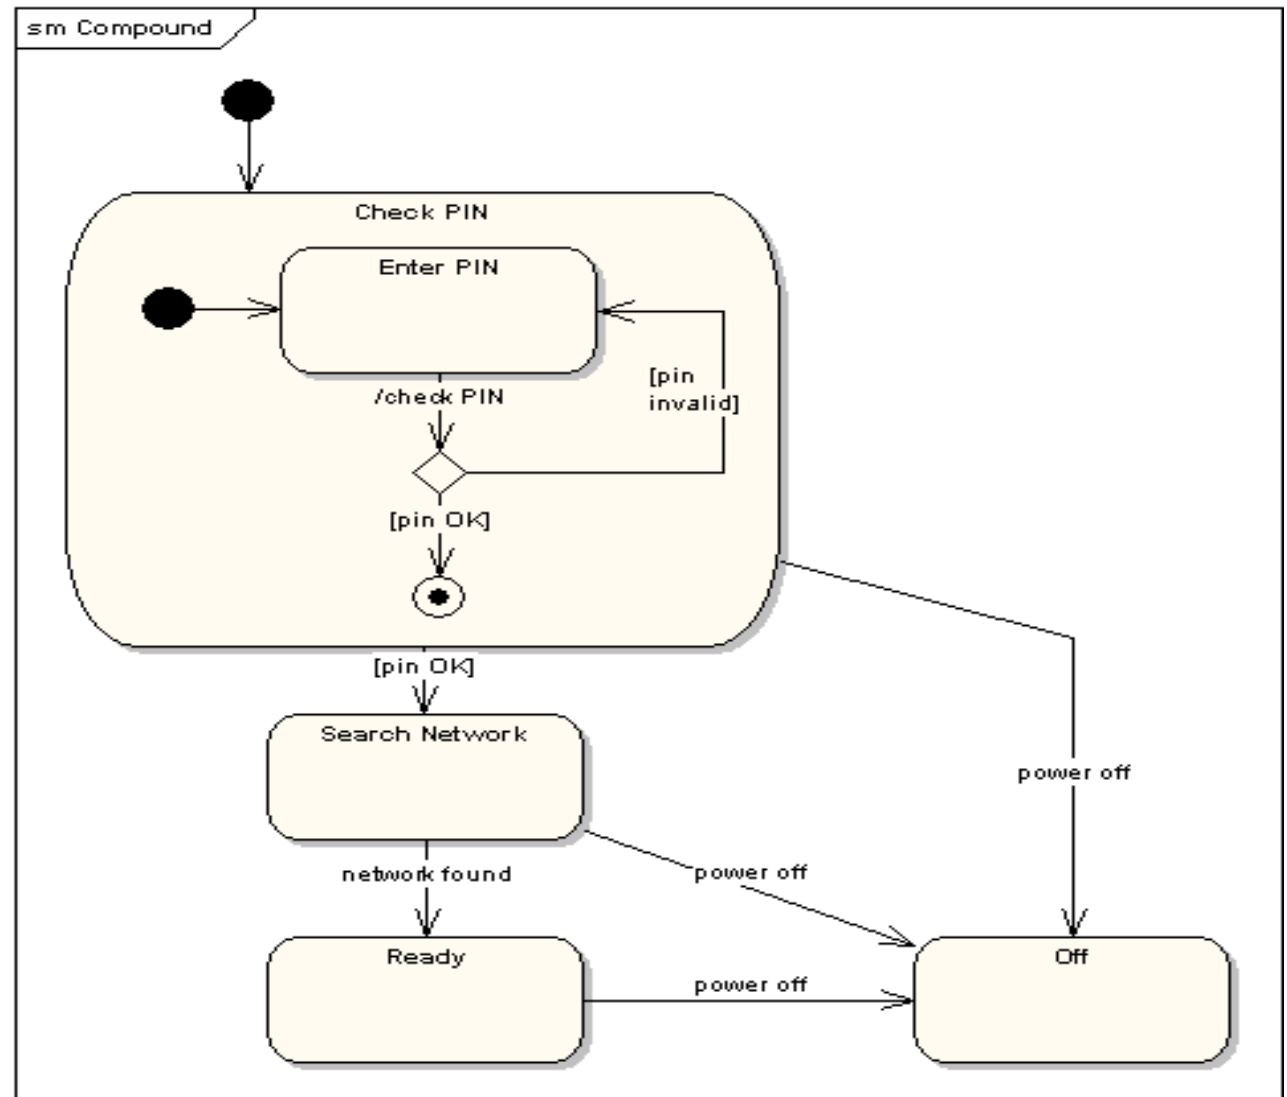 sm Compound
Check PIN
Enter PIN
/check PIN
[pin
invalid]
[pin OK]
[pin OK]
Search Network
power off
network found
power off
Ready
Off
power off